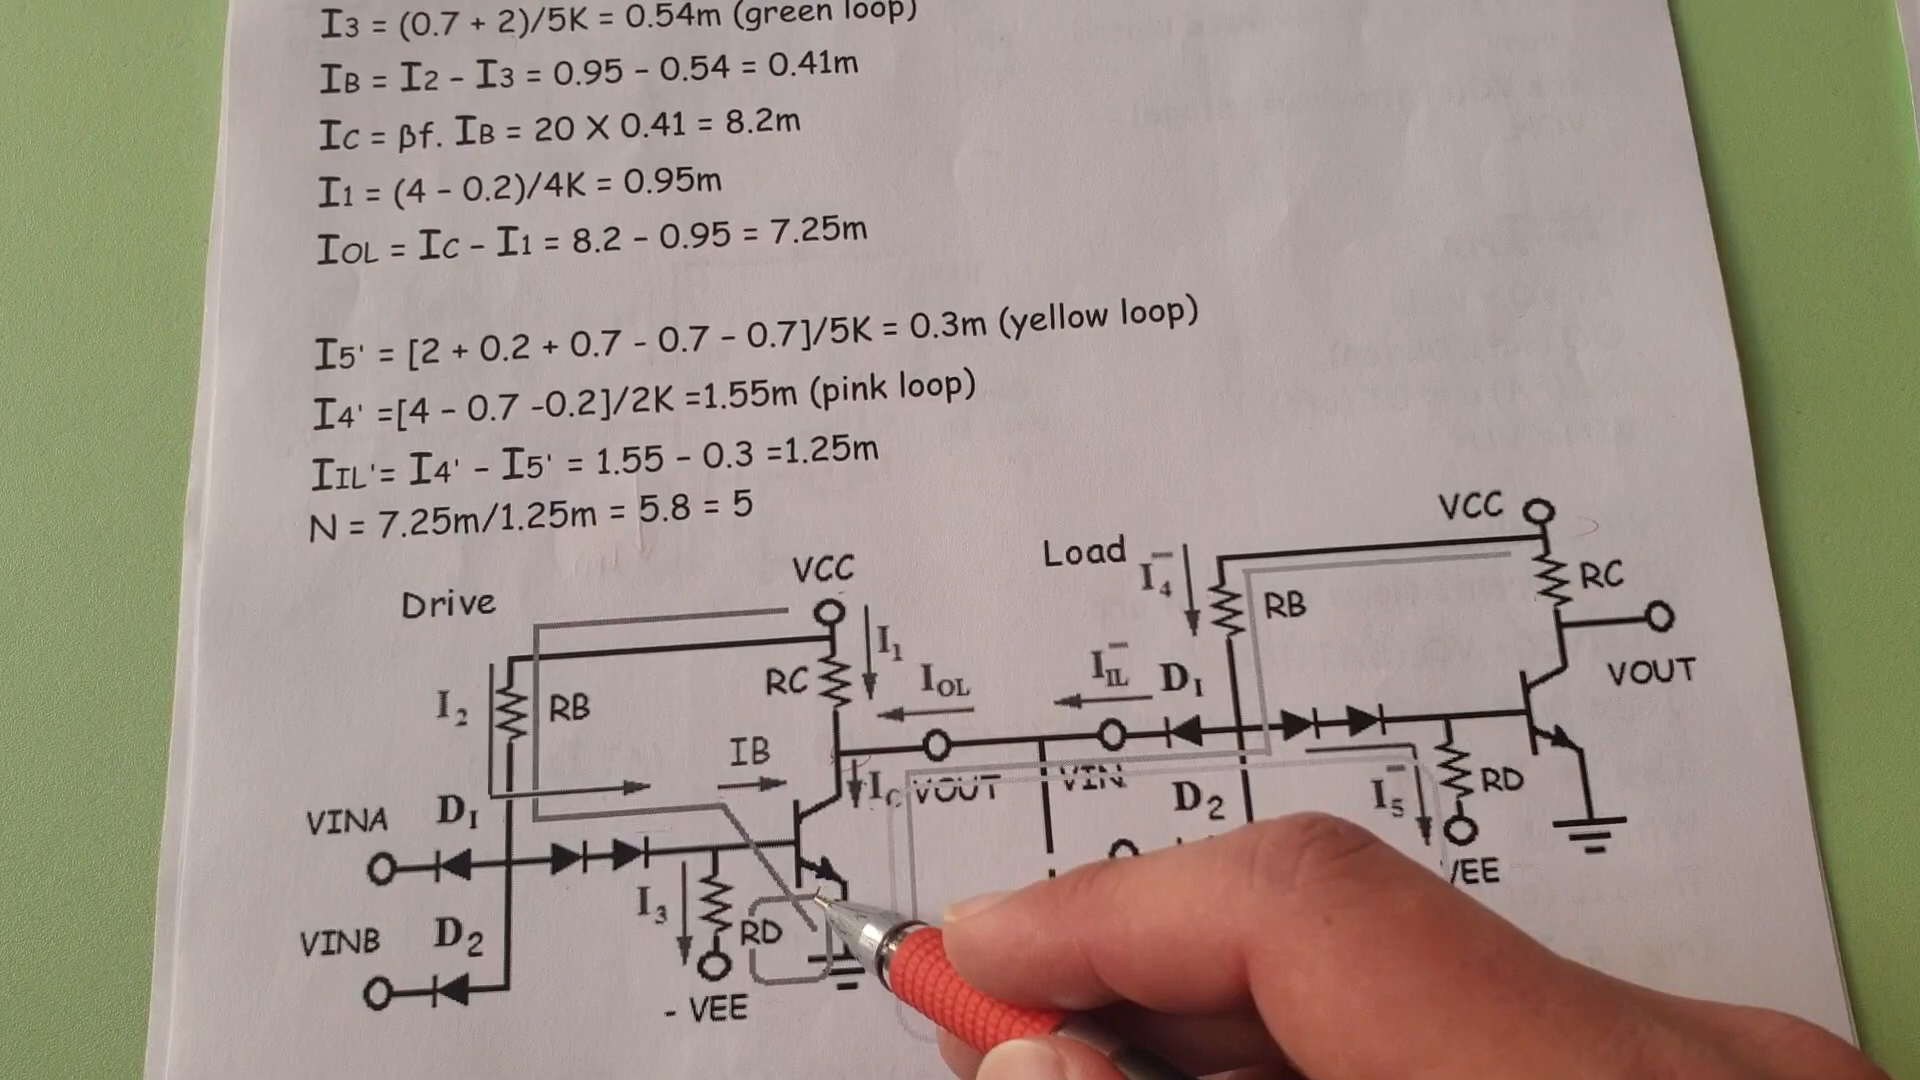 I3 = (0.7 + 2)/5K = 0.54m (green loop)
IB = I2 - I3 = 0.95 - 0.54 = 0.41m
IC = βf. IB = 20 X 0.41 = 8.2m
I1 = (4 - 0.2)/4K = 0.95m
IOL = IC - I1 = 8.2 - 0.95 = 7.25m
I5' = [2 + 0.2 + 0.7 - 0.7 - 0.7]/5K = 0.3m (yellow loop)
I4' =[4 - 0.7 -0.2]/2K =1.55m (pink loop)
IIL'= I4' - I5' = 1.55 - 0.3 =1.25m
N = 7.25m/1.25m = 5.8 = 5
VCC
Load
I4
RB
RC
VCC
Drive
I1
RC
IOL
IIL
D1
VOUT
I2
RB
IB
IC
VOUT
VIN
D2
I5
RD
VINA
D1
VEE
I3
RD
VINB
D2
- VEE